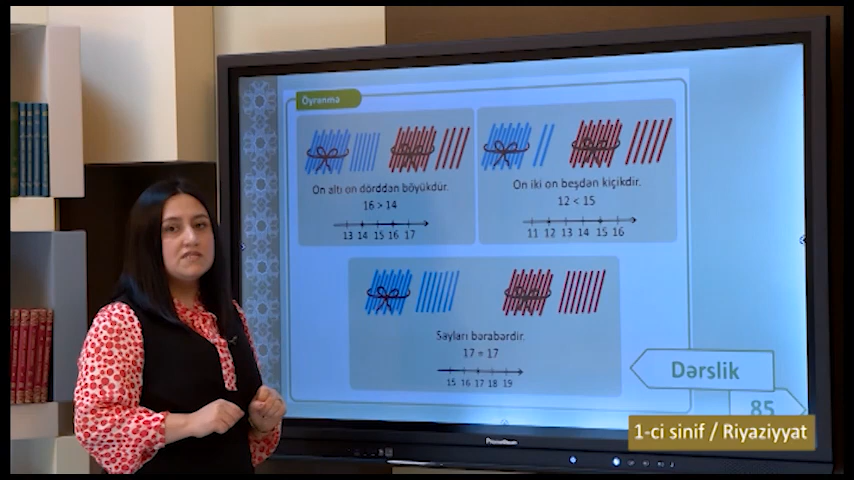 Öyrənmə
On altı on dörddən böyükdür.
16 > 14
13 14 15 16 17
On iki on beşdən kiçikdir.
12 < 15
11 12 13 14 15 16
Sayları bərabərdir.
17 = 17
15 16 17 18 19
Dərslik
85
1-ci sinif / Riyaziyyat
Promethean